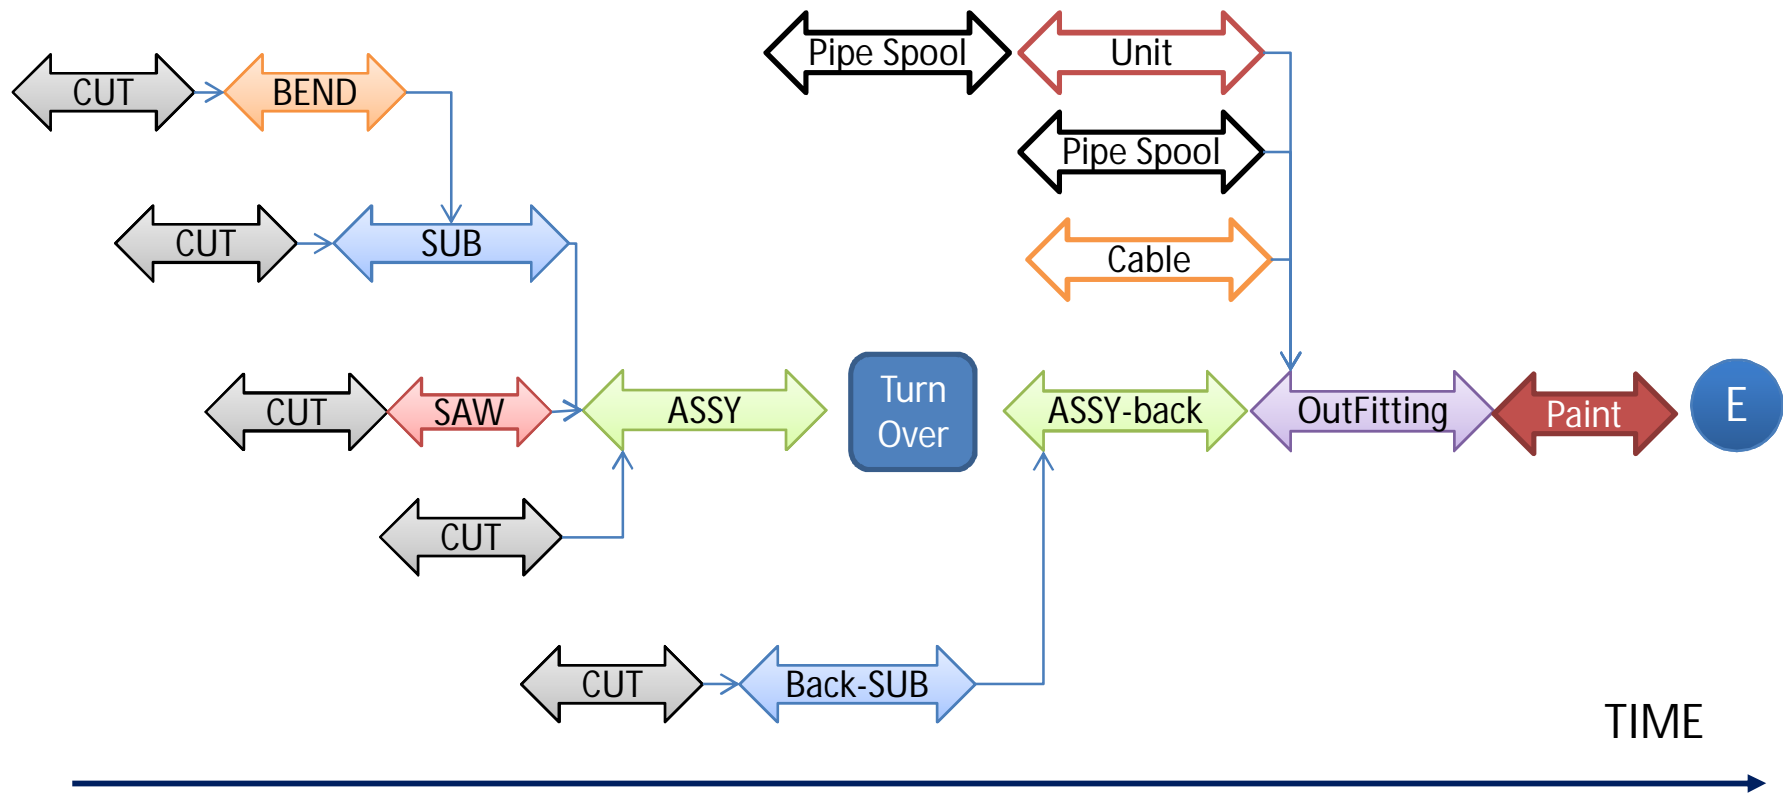 Pipe Spool
Unit
CUT
BEND
Pipe Spool
CUT
SUB
Cable
CUT
SAW
ASSY
Turn
Over
ASSY-back
OutFitting
Paint
E
CUT
CUT
Back-SUB
TIME